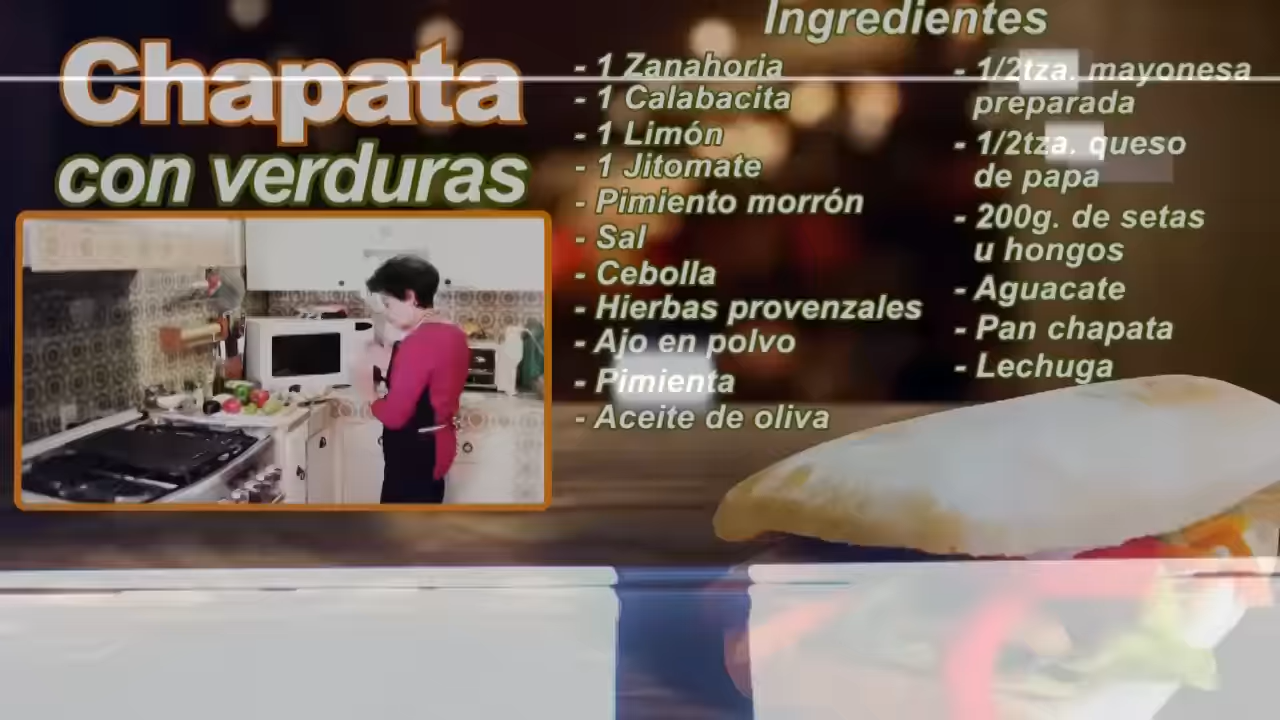 Chapata
con verduras
Ingredientes
- 1 Zanahoria
- 1 Calabacita
- 1 Limón
- 1 Jitomate
- Pimiento morrón
- Sal
- Cebolla
- Hierbas provenzales
- Ajo en polvo
- Pimienta
- Aceite de oliva
- 1/2tza. mayonesa
preparada
- 1/2tza. queso
de papa
- 200g. de setas
u hongos
- Aguacate
- Pan chapata
- Lechuga